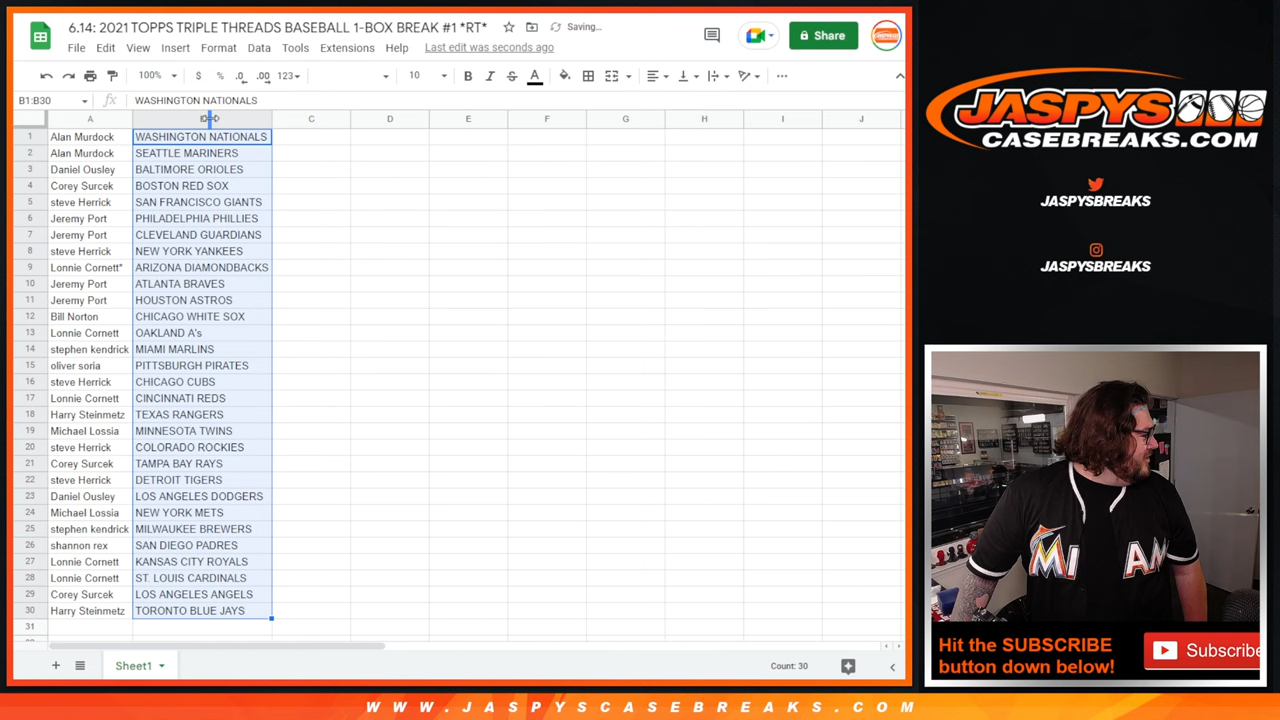 6.14: 2021 TOPPS TRIPLE THREADS BASEBALL 1-BOX BREAK #1 *RT*
Saving...
File Edit View Insert Format Data Tools Extensions Help Last edit was seconds ago
Share
100% $ % .0 .00 123 10 B I S A
B1:B30 fx WASHINGTON NATIONALS
A C D E F G H I J
1 Alan Murdock WASHINGTON NATIONALS
2 Alan Murdock SEATTLE MARINERS
3 Daniel Ousley BALTIMORE ORIOLES
4 Corey Surcek BOSTON RED SOX
5 steve Herrick SAN FRANCISCO GIANTS
6 Jeremy Port PHILADELPHIA PHILLIES
7 Jeremy Port CLEVELAND GUARDIANS
8 steve Herrick NEW YORK YANKEES
9 Lonnie Cornett* ARIZONA DIAMONDBACKS
10 Jeremy Port ATLANTA BRAVES
11 Jeremy Port HOUSTON ASTROS
12 Bill Norton CHICAGO WHITE SOX
13 Lonnie Cornett OAKLAND A's
14 stephen kendrick MIAMI MARLINS
15 oliver soria PITTSBURGH PIRATES
16 steve Herrick CHICAGO CUBS
17 Lonnie Cornett CINCINNATI REDS
18 Harry Steinmetz TEXAS RANGERS
19 Michael Lossia MINNESOTA TWINS
20 steve Herrick COLORADO ROCKIES
21 Corey Surcek TAMPA BAY RAYS
22 steve Herrick DETROIT TIGERS
23 Daniel Ousley LOS ANGELES DODGERS
24 Michael Lossia NEW YORK METS
25 stephen kendrick MILWAUKEE BREWERS
26 shannon rex SAN DIEGO PADRES
27 Lonnie Cornett KANSAS CITY ROYALS
28 Lonnie Cornett ST. LOUIS CARDINALS
29 Corey Surcek LOS ANGELES ANGELS
30 Harry Steinmetz TORONTO BLUE JAYS
31
Sheet1
Count: 30
JASPYS
CASEBREAKS.COM
JASPYSBREAKS
JASPYSBREAKS
MI AM
Hit the SUBSCRIBE
button down below!
Subscribe
WWW.JASPYSCASEBREAKS.COM